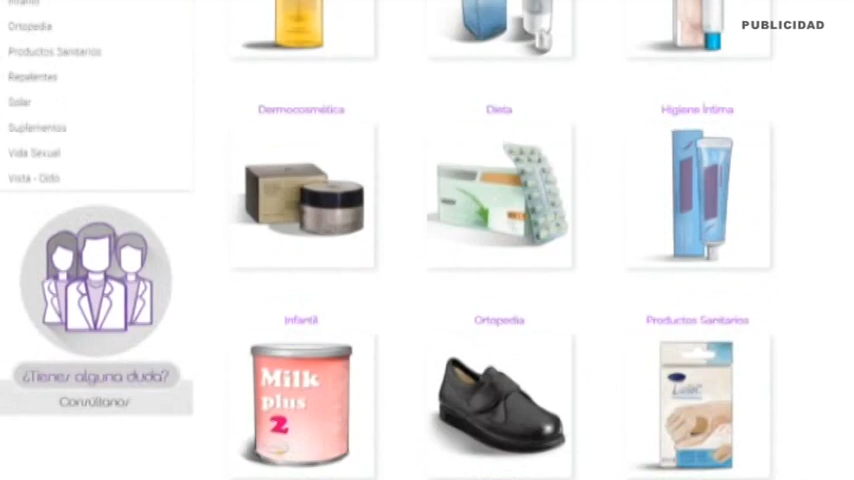 PUBLICIDAD
Infantil
Ortopedia
Productos Sanitarios
Repelentes
Solar
Suplementos
Vida Sexual
Vista - Oído
Dermocosmética
Dieta
Higiene Íntima
Infantil
Ortopedia
Productos Sanitarios
Milk
plus
2
¿Tienes alguna duda?
Consúltanos